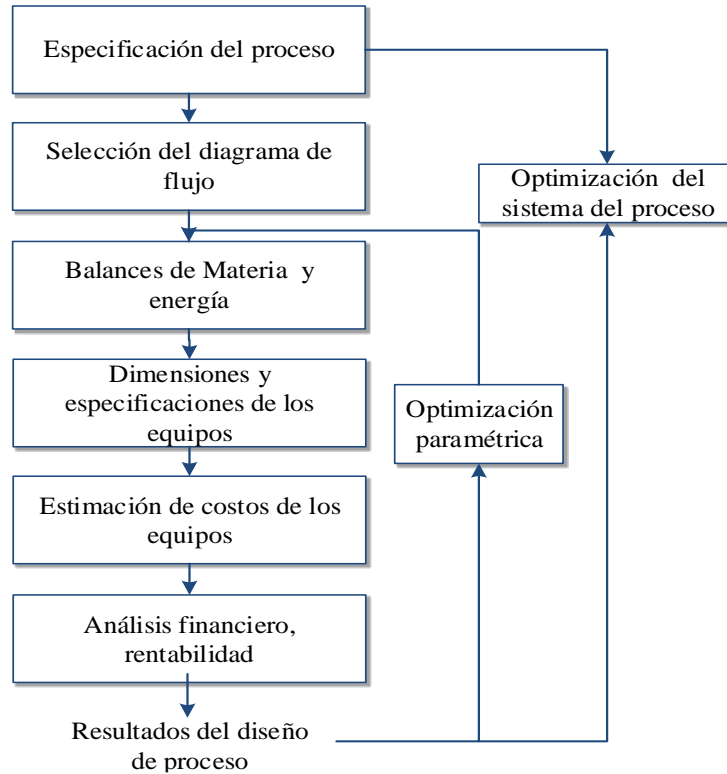 Especificación del proceso
Selección del diagrama de
flujo
Optimización del
sistema del proceso
Balances de Materia y
energía
Dimensiones y
especificaciones de los
equipos
Optimización
paramétrica
Estimación de costos de los
equipos
Análisis financiero,
rentabilidad
Resultados del diseño
de proceso